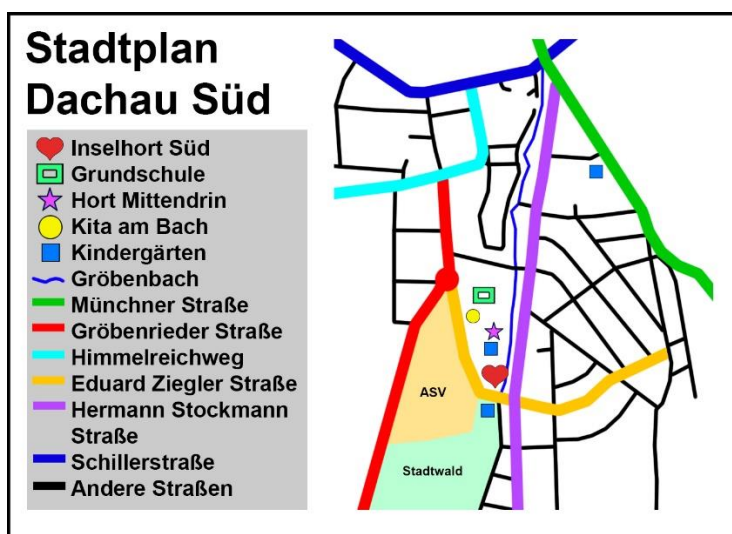 Stadtplan
Dachau Süd
Inselhort Süd
Grundschule
Hort Mittendrin
Kita am Bach
Kindergärten
Gröbenbach
Münchner Straße
Gröbenrieder Straße
Himmelreichweg
Eduard Ziegler Straße
Hermann Stockmann
Straße
Schillerstraße
Andere Straßen
ASV
Stadtwald